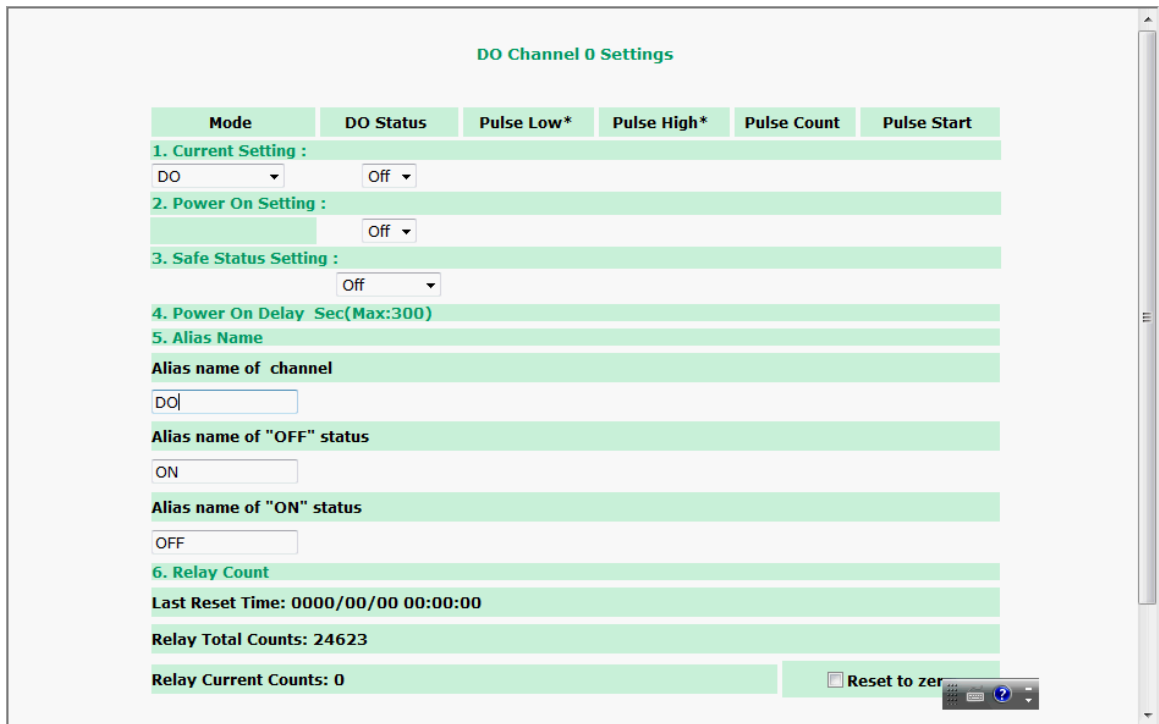 DO Channel 0 Settings
Mode DO Status Pulse Low* Pulse High* Pulse Count Pulse Start
1. Current Setting :
DO Off
2. Power On Setting :
Off
3. Safe Status Setting :
Off
4. Power On Delay Sec(Max:300)
5. Alias Name
Alias name of channel
DO
Alias name of "OFF" status
ON
Alias name of "ON" status
OFF
6. Relay Count
Last Reset Time: 0000/00/00 00:00:00
Relay Total Counts: 24623
Relay Current Counts: 0 Reset to